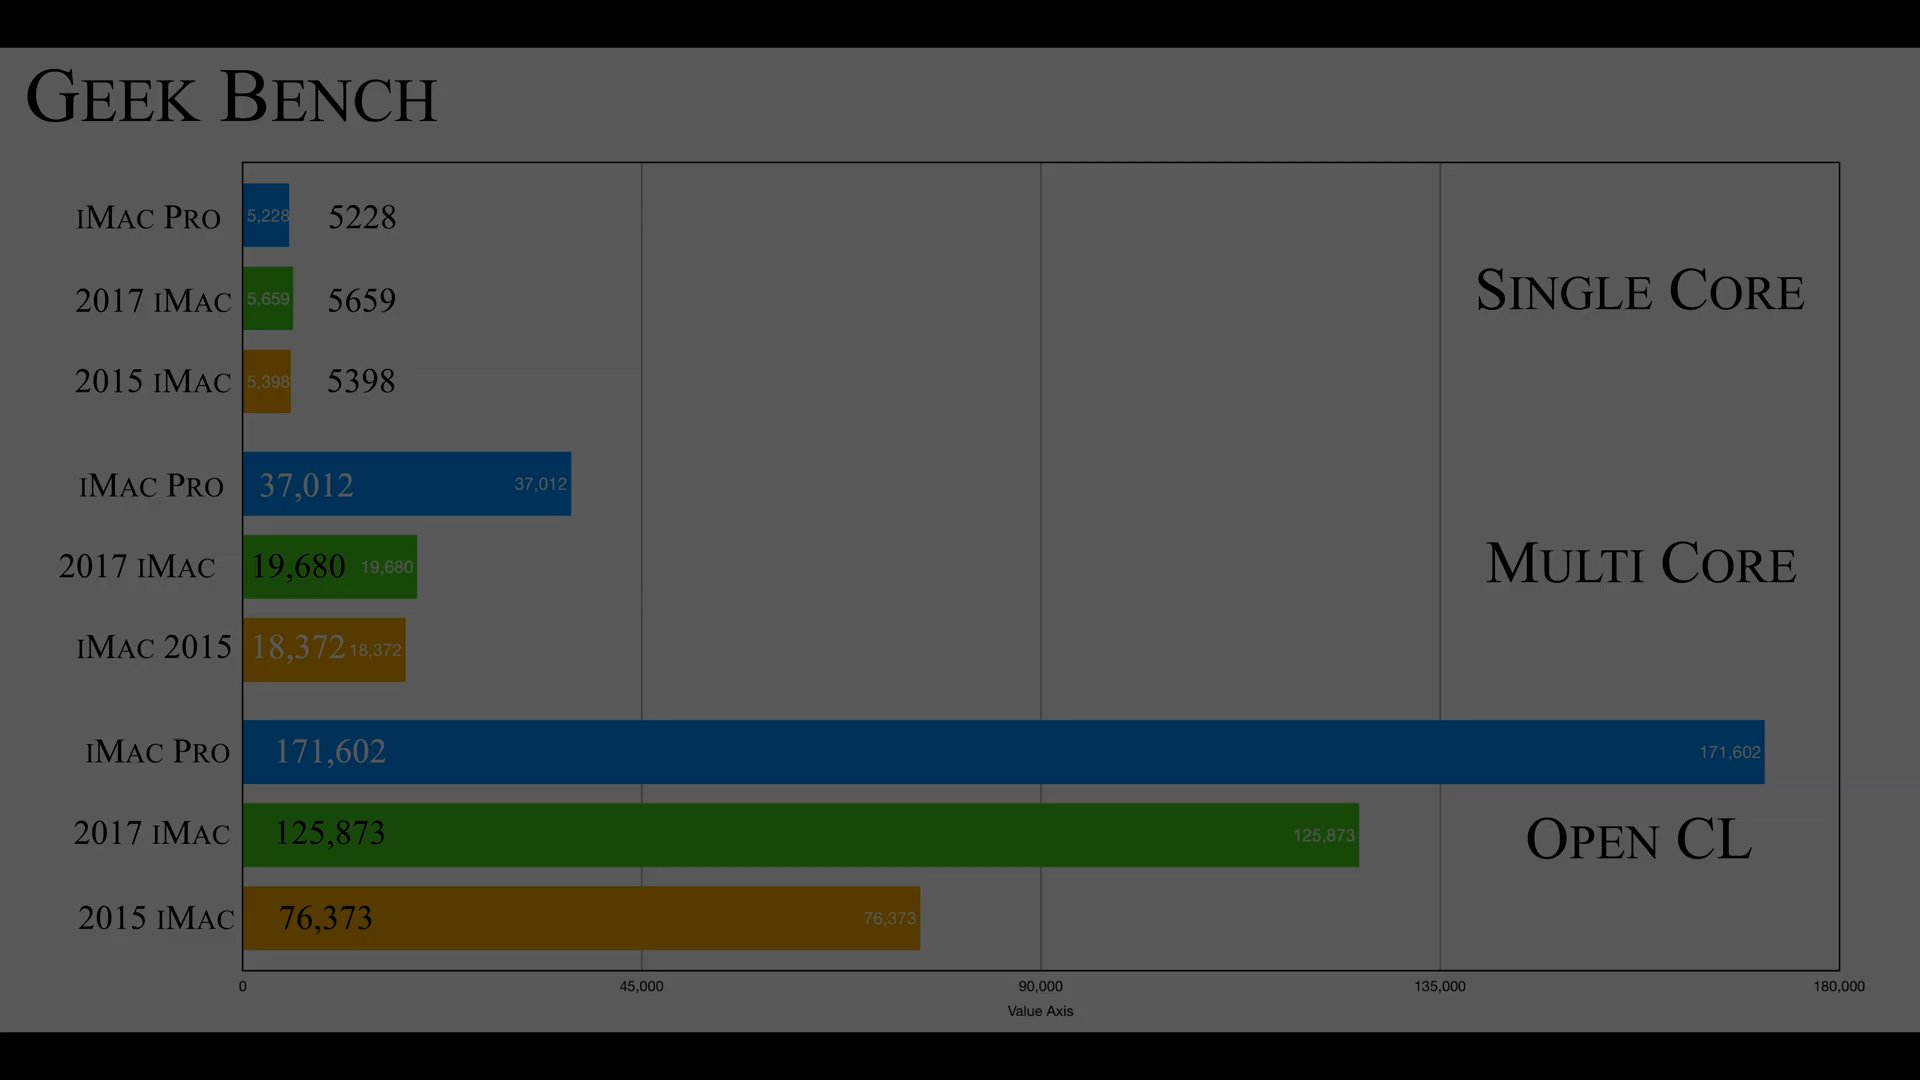 GEEK BENCH
IMAC PRO 5,228 5228
2017 IMAC 5,659 5659
2015 IMAC 5,398 5398
SINGLE CORE
IMAC PRO 37,012 37,012
2017 IMAC 19,680 19,680
IMAC 2015 18,372 18,372
MULTI CORE
IMAC PRO 171,602 171,602
2017 IMAC 125,873 125,873
2015 IMAC 76,373 76,373
OPEN CL
0 45,000 90,000 135,000 180,000
Value Axis